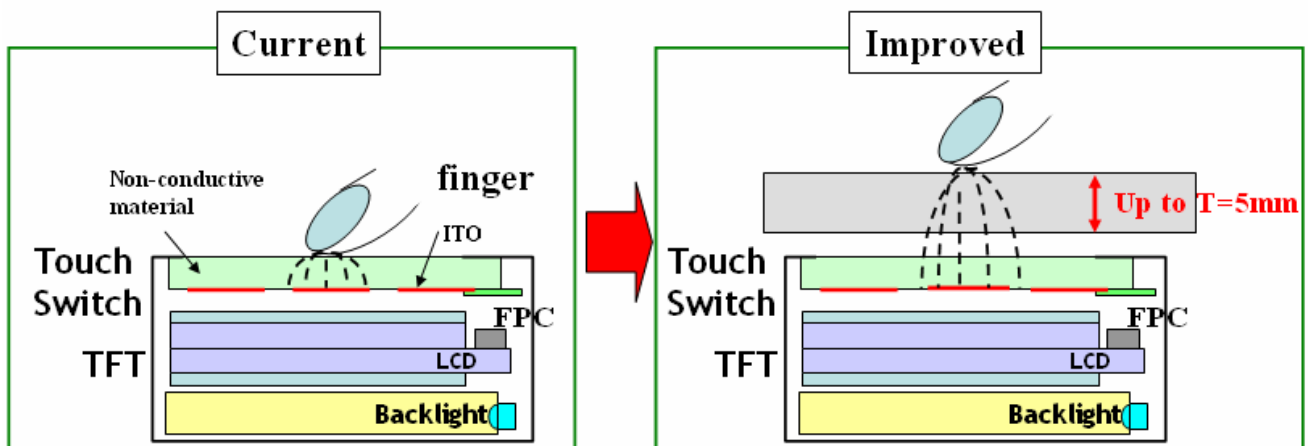 Current
Non-conductive
material
finger
ITO
Touch
Switch
FPC
TFT
LCD
Backlight
Improved
Up to T=5mm
Touch
Switch
FPC
TFT
LCD
Backlight